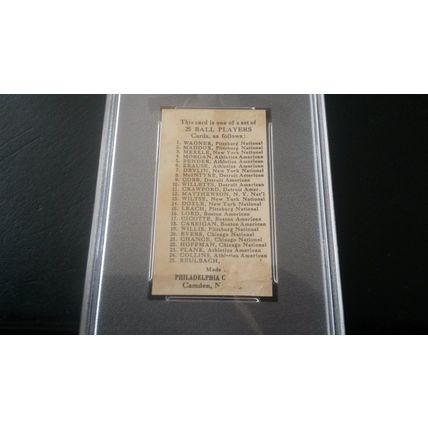 This card is one of a set of
25 BALL PLAYERS
Cards, as follows:
1. WAGNER, Pittsburg National
2. MADDOX, Pittsburg National
3. MERKLE, New York National
4. MORGAN, Athletics American
5. BENDER, Athletics American
6. KRAUSE, Athletics American
7. DEVLIN, New York National
8. McINTYRE, Detroit American
9. COBB, Detroit American
10. WILLETTS, Detroit American
11. CRAWFORD, Detroit Amer.
12. MATTHEWSON, N. Y. Nat'l
13. WILTSE, New York National
14. DOYLE, New York National
15. LEACH, Pittsburg National
16. LORD, Boston American
17. CICOTTE, Boston American
18. CARRIGAN, Boston American
19. WILLIS, Pittsburg National
20. EVERS, Chicago National
21. CHANCE, Chicago National
22. HOFFMAN, Chicago National
23. PLANK, Athletics American
24. COLLINS, Athletics American
25. REULBACH,
Made
PHILADELPHIA C
Camden, N